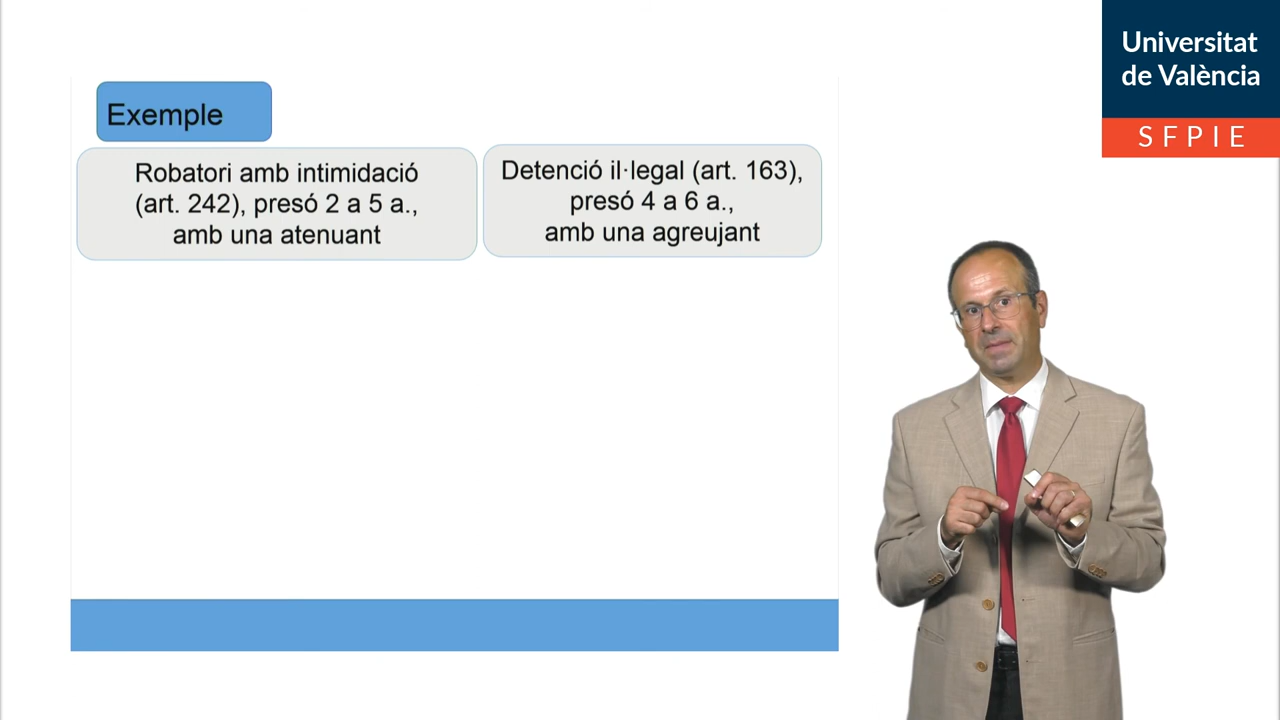 Universitat
de València
SFPIE
Exemple
Robatori amb intimidació
(art. 242), presó 2 a 5 a.,
amb una atenuant
Detenció il·legal (art. 163),
presó 4 a 6 a.,
amb una agreujant